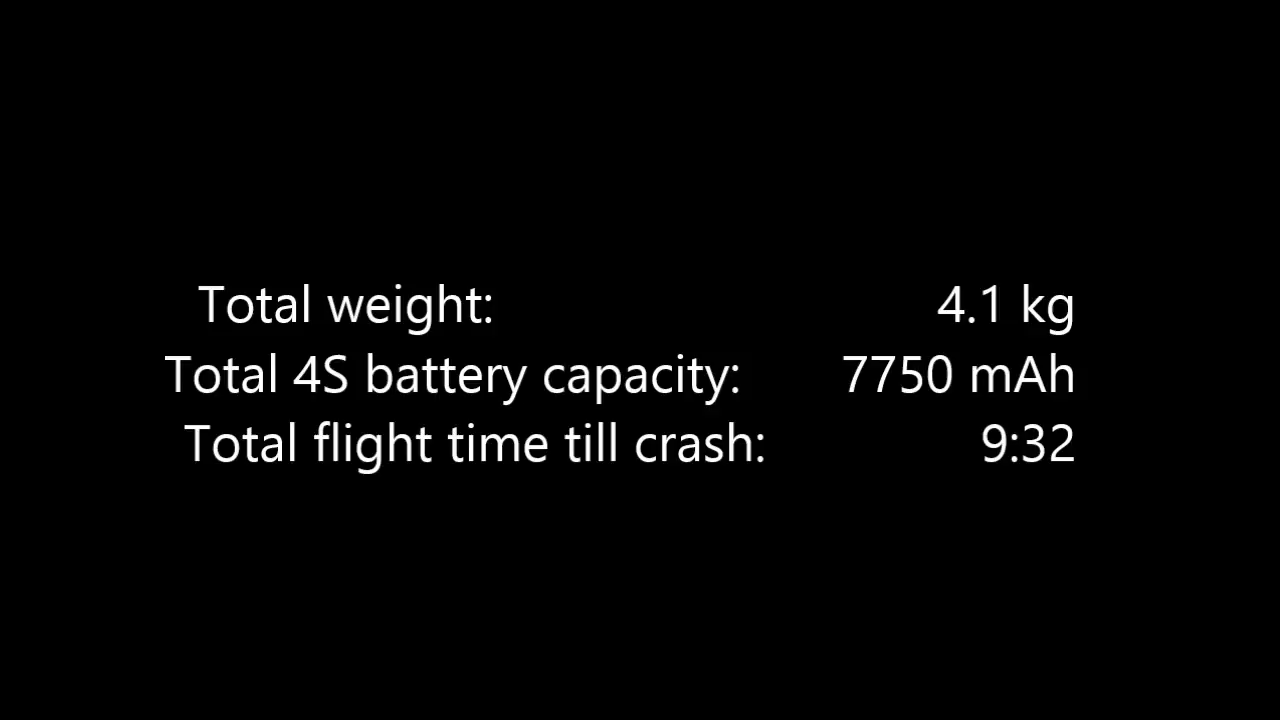 Total weight: 4.1 kg
Total 4S battery capacity: 7750 mAh
Total flight time till crash: 9:32